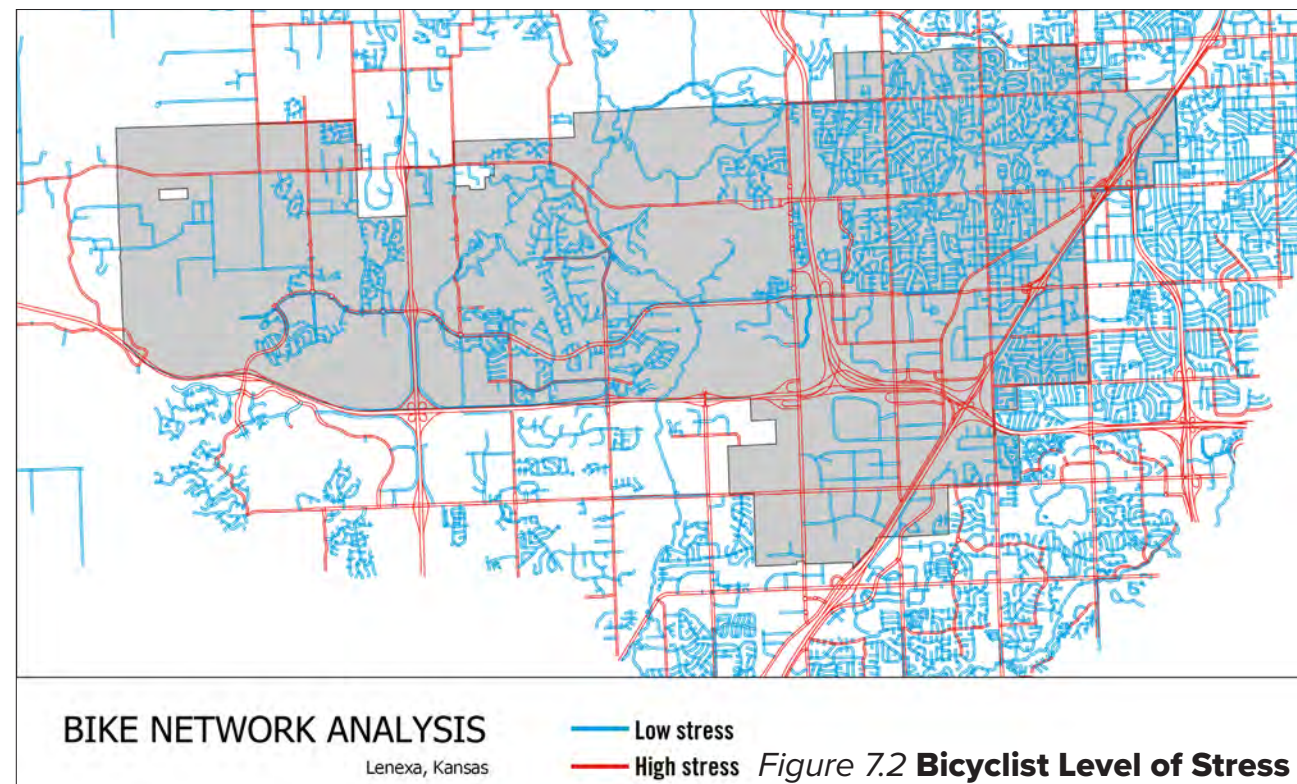 BIKE NETWORK ANALYSIS
Lenexa, Kansas
Low stress
High stress
Figure 7.2 Bicyclist Level of Stress